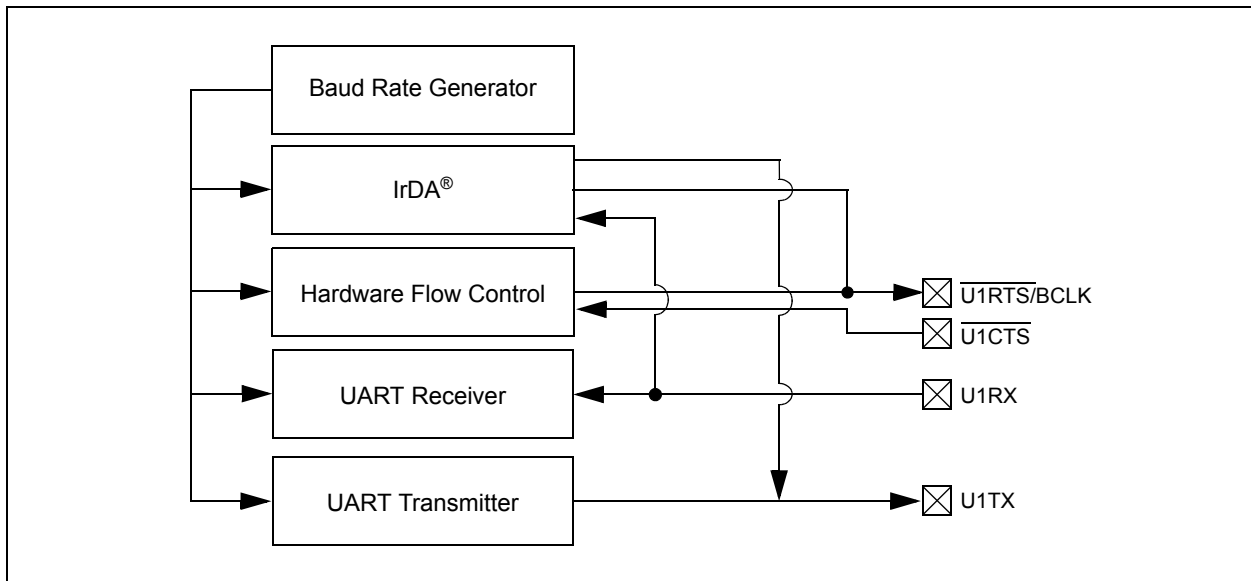 Baud Rate Generator
IrDA®
Hardware Flow Control
U1RTS/BCLK
U1CTS
UART Receiver
U1RX
UART Transmitter
U1TX